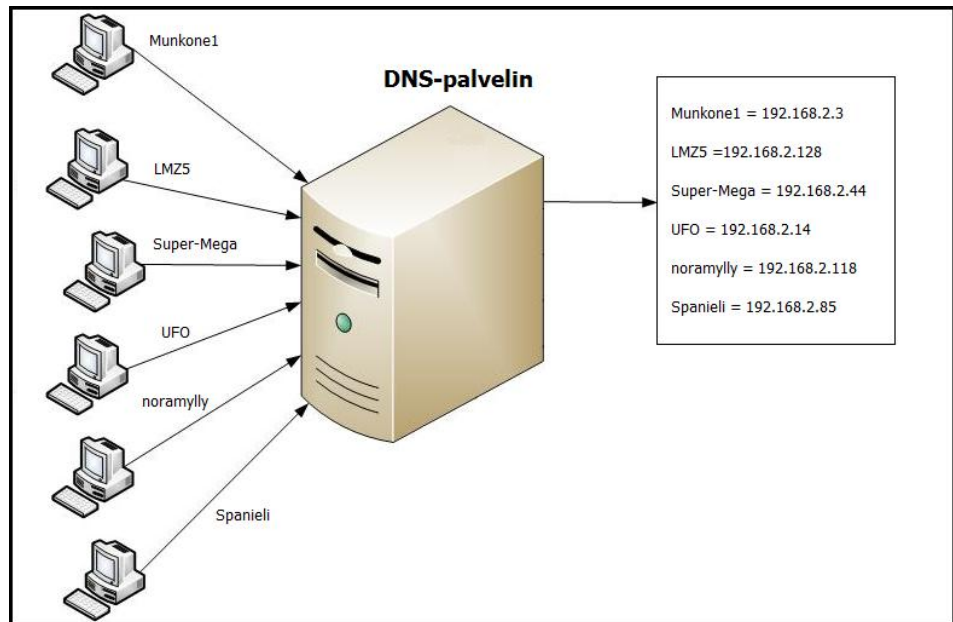 Munkone1
DNS-palvelin
LMZ5
Super-Mega
UFO
noramylly
Spanieli
Munkone1 = 192.168.2.3
LMZ5 =192.168.2.128
Super-Mega = 192.168.2.44
UFO = 192.168.2.14
noramylly = 192.168.2.118
Spanieli = 192.168.2.85